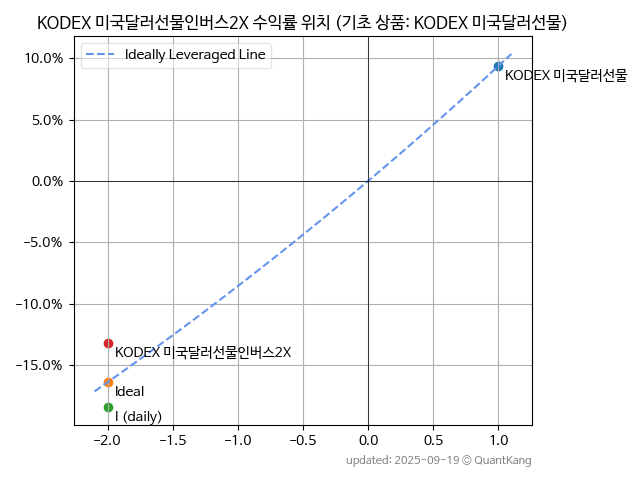 KODEX 미국달러선물인버스2X 수익률 위치 (기초 상품: KODEX 미국달러선물)
Ideally Leveraged Line
10.0%
5.0%
0.0%
−5.0%
−10.0%
−15.0%
KODEX 미국달러선물
KODEX 미국달러선물인버스2X
Ideal
I (daily)
−2.0 −1.5 −1.0 −0.5 0.0 0.5 1.0
updated: 2025-09-19 © QuantKang